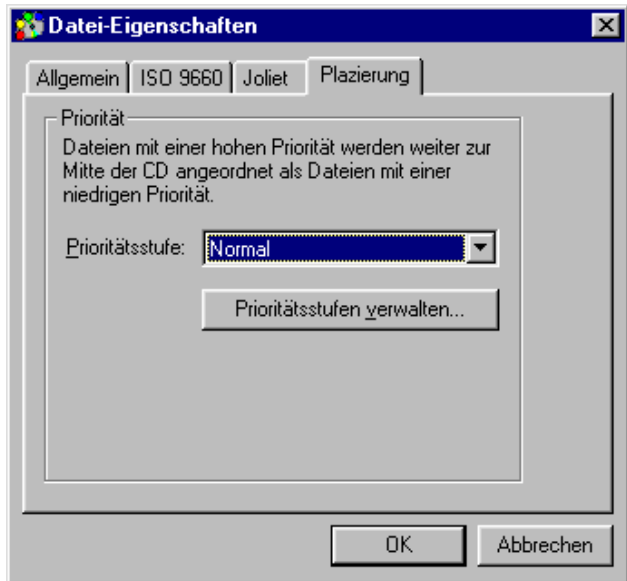 Datei-Eigenschaften
Allgemein
ISO 9660
Joliet
Plazierung
Priorität
Dateien mit einer hohen Priorität werden weiter zur
Mitte der CD angeordnet als Dateien mit einer
niedrigen Priorität.
Prioritätsstufe: Normal
Prioritätsstufen verwalten...
OK
Abbrechen